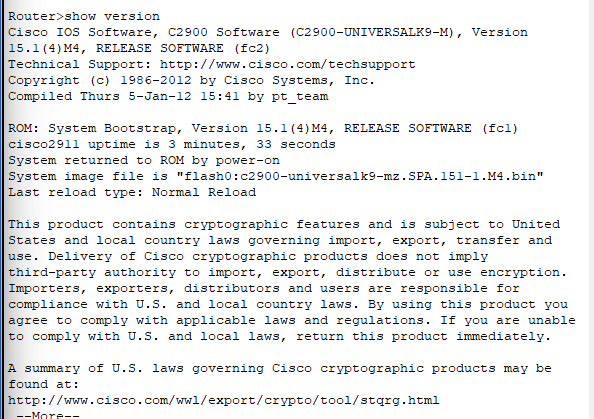 Router>show version
Cisco IOS Software, C2900 Software (C2900-UNIVERSALK9-M), Version
15.1(4)M4, RELEASE SOFTWARE (fc2)
Technical Support: http://www.cisco.com/techsupport
Copyright (c) 1986-2012 by Cisco Systems, Inc.
Compiled Thurs 5-Jan-12 15:41 by pt_team

ROM: System Bootstrap, Version 15.1(4)M4, RELEASE SOFTWARE (fc1)
cisco2911 uptime is 3 minutes, 33 seconds
System returned to ROM by power-on
System image file is "flash0:c2900-universalk9-mz.SPA.151-1.M4.bin"
Last reload type: Normal Reload

This product contains cryptographic features and is subject to United
States and local country laws governing import, export, transfer and
use. Delivery of Cisco cryptographic products does not imply
third-party authority to import, export, distribute or use encryption.
Importers, exporters, distributors and users are responsible for
compliance with U.S. and local country laws. By using this product you
agree to comply with applicable laws and regulations. If you are unable
to comply with U.S. and local laws, return this product immediately.

A summary of U.S. laws governing Cisco cryptographic products may be
found at:
http://www.cisco.com/wwl/export/crypto/tool/stqrg.html
--More--